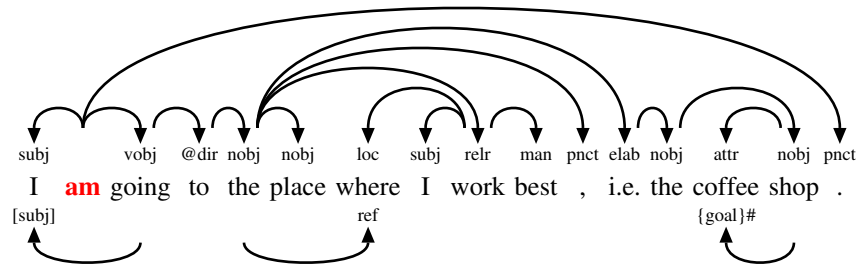 subj vobj @dir nobj nobj loc subj relr man pnct elab nobj attr nobj pnct
I am going to the place where I work best , i.e. the coffee shop .
[subj] ref {goal}#